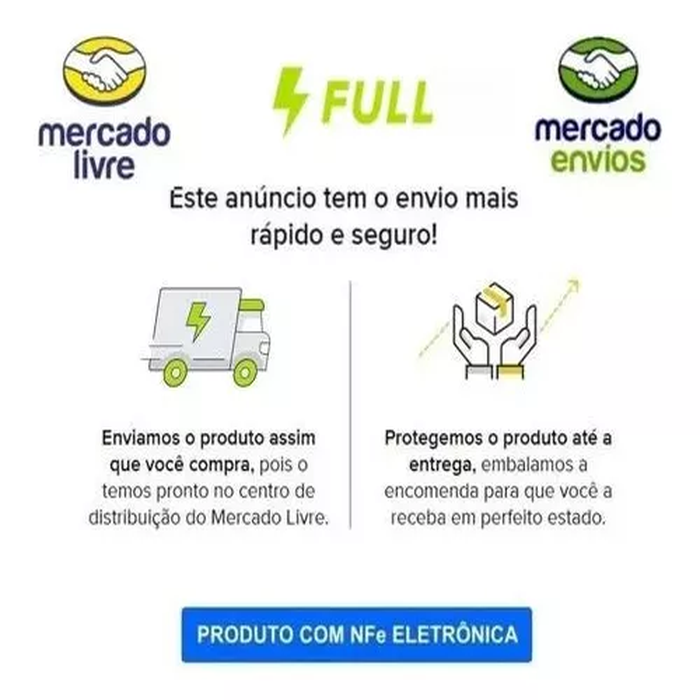 mercado
livre
FULL
mercado
envios
Este anúncio tem o envio mais
rápido e seguro!
Enviamos o produto assim
que você compra, pois o
temos pronto no centro de
distribuição do Mercado Livre.
Protegemos o produto até a
entrega, embalamos a
encomenda para que você a
receba em perfeito estado.
PRODUTO COM NFe ELETRÔNICA